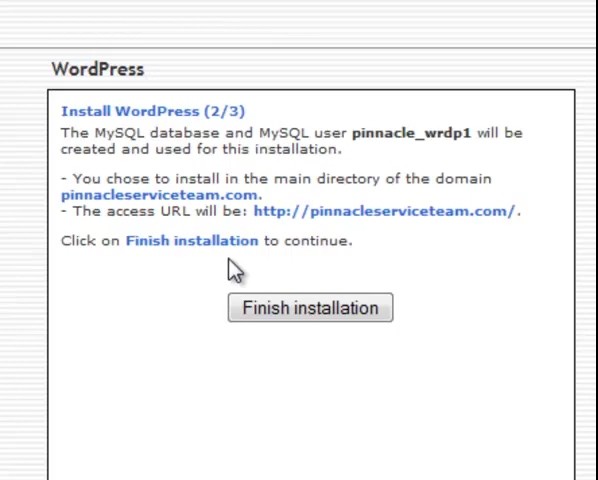 WordPress
Install WordPress (2/3)
The MySQL database and MySQL user pinnacle_wrdp1 will be
created and used for this installation.
- You chose to install in the main directory of the domain
pinnacleserviceteam.com.
- The access URL will be: http://pinnacleserviceteam.com/.
Click on Finish installation to continue.
Finish installation